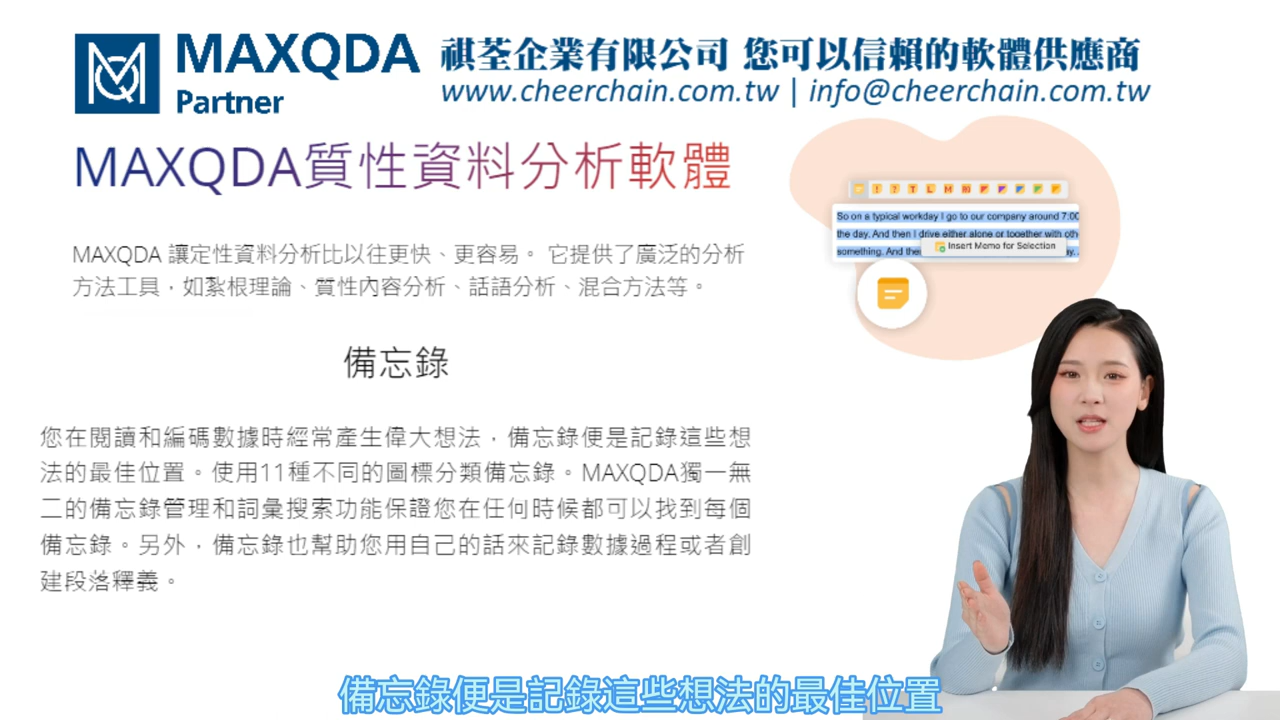 MAXQDA
Partner
祺荃企業有限公司 您可以信賴的軟體供應商
www.cheerchain.com.tw | info@cheerchain.com.tw
MAXQDA質性資料分析軟體
MAXQDA 讓定性資料分析比以往更快、更容易。 它提供了廣泛的分析
方法工具，如紮根理論、質性內容分析、話語分析、混合方法等。
So on a typical workday I go to our company around 7:00
the day. And then I drive either alone or together with
something. And the
Insert Memo for Selection
備忘錄
您在閱讀和編碼數據時經常產生偉大想法，備忘錄便是記錄這些想
法的最佳位置。使用11種不同的圖標分類備忘錄。MAXQDA獨一無
二的備忘錄管理和詞彙搜索功能保證您在任何時候都可以找到每個
備忘錄。另外，備忘錄也幫助您用自己的話來記錄數據過程或者創
建段落釋義。
備忘錄便是記錄這些想法的最佳位置